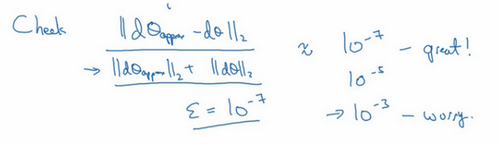 Check ||dθapprox - dθ||₂ ≈ 10⁻⁷ - great!
→ ||dθapprox||₂ + ||dθ||₂ 10⁻⁵
ε = 10⁻⁷ → 10⁻³ - worry.